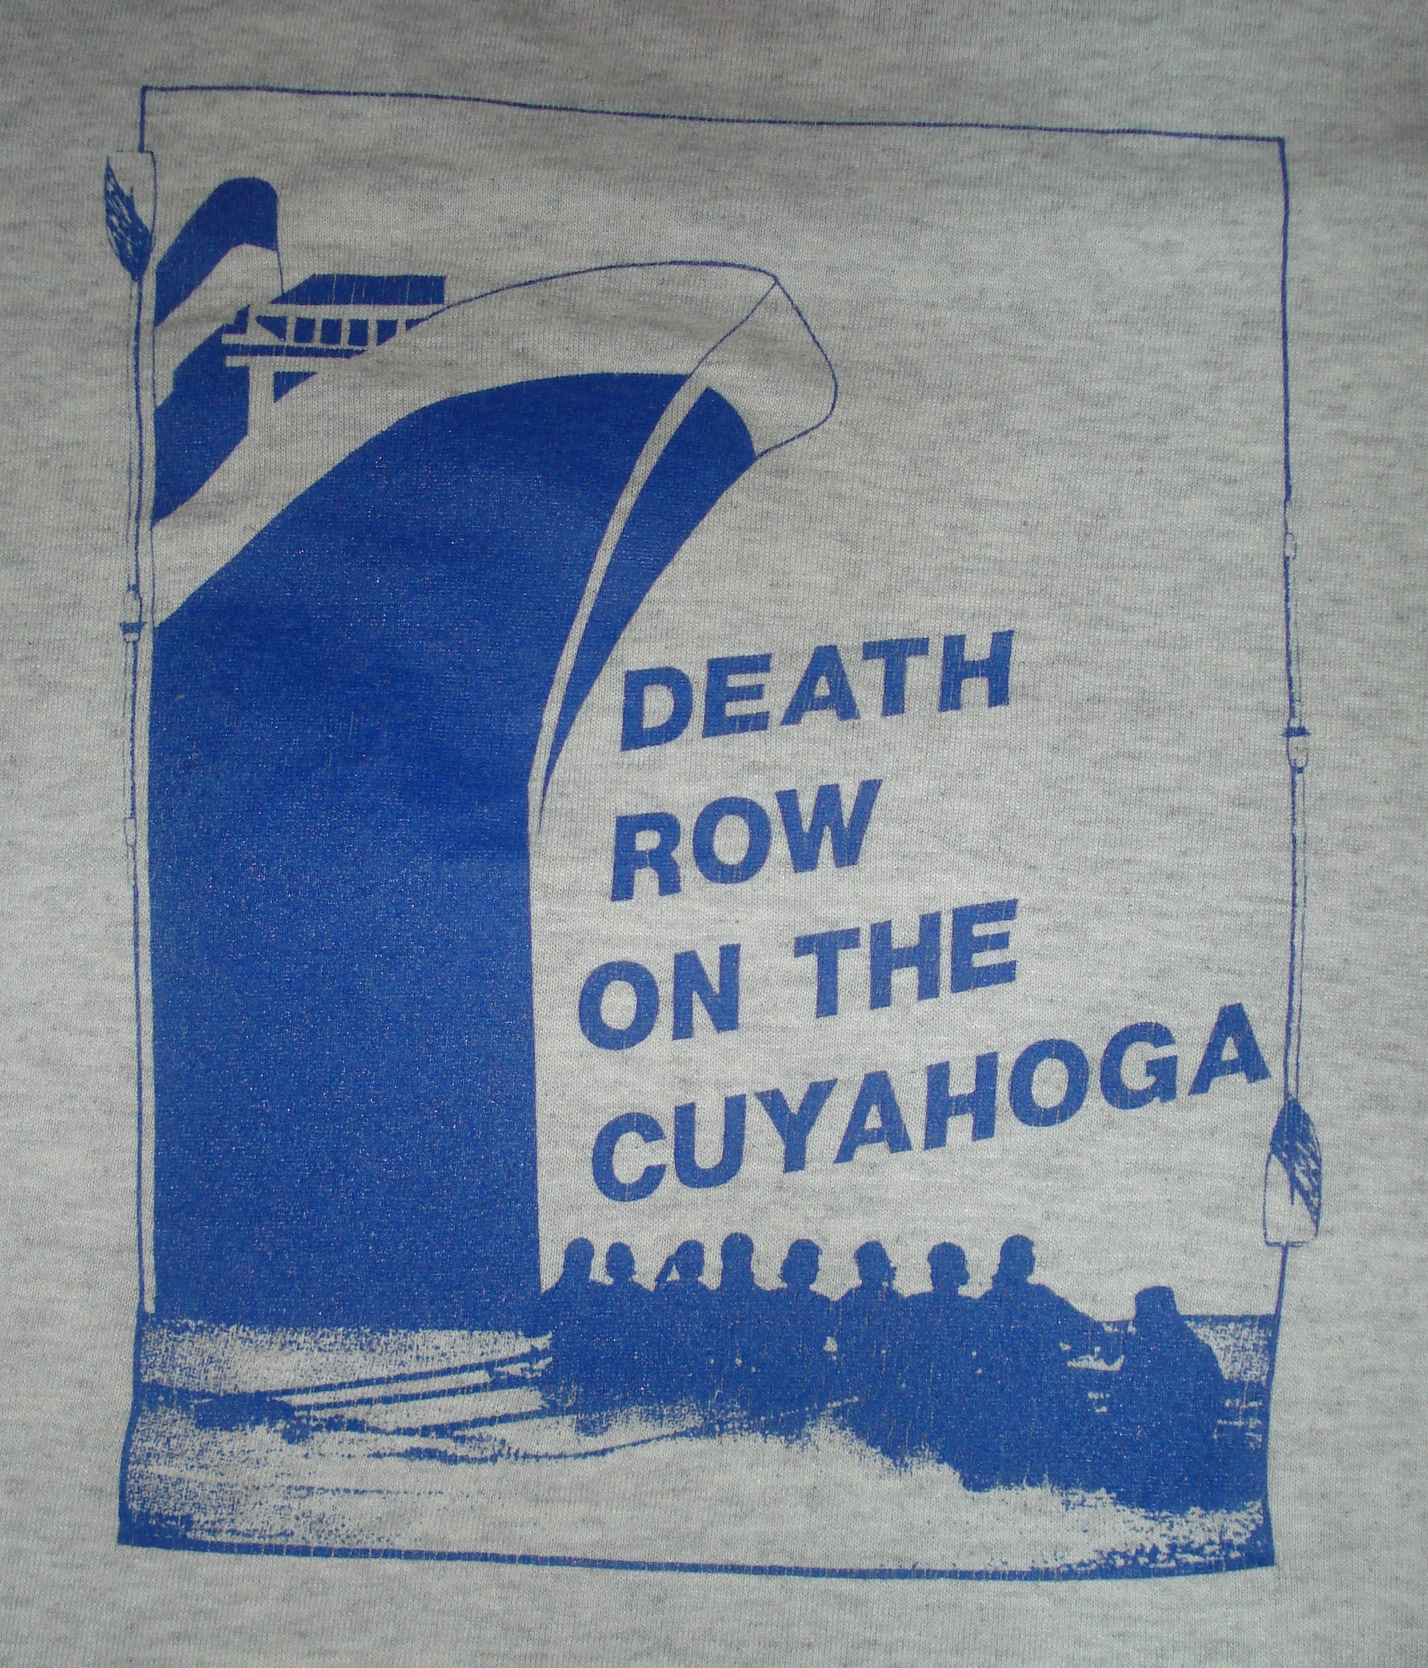 DEATH
ROW
ON THE
CUYAHOGA